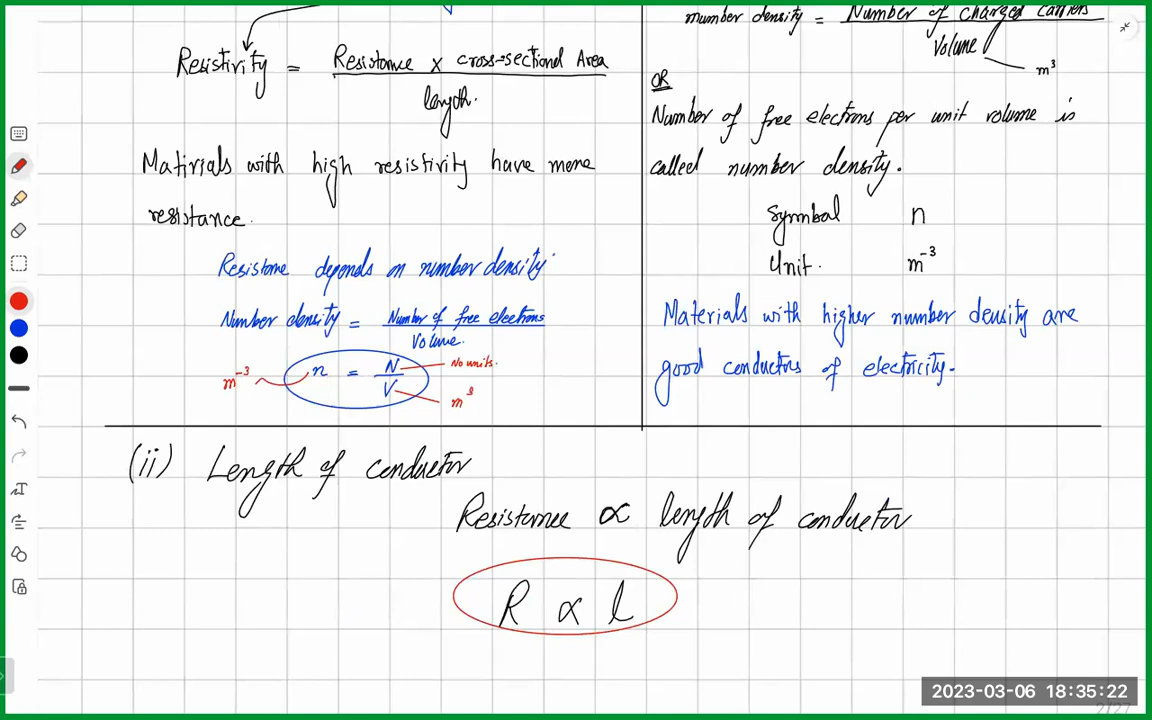 Resistivity = Resistance x cross-sectional Area
length.
Matirials with high resistivity have more
resistance.
Resistance depends on number density
Number density = Number of free electrons
Volume.
n = N No units.
V
m⁻³
m³
number density = Number of charged carriers
Volume
m³
OR
Number of free electrons per unit volume is
called number density.
Symbol n
Unit. m⁻³
Materials with higher number density are
good conductors of electricity.
(ii) Length of conductor
Resistance ∝ length of conductor
R ∝ l
2023-03-06 18:35:22